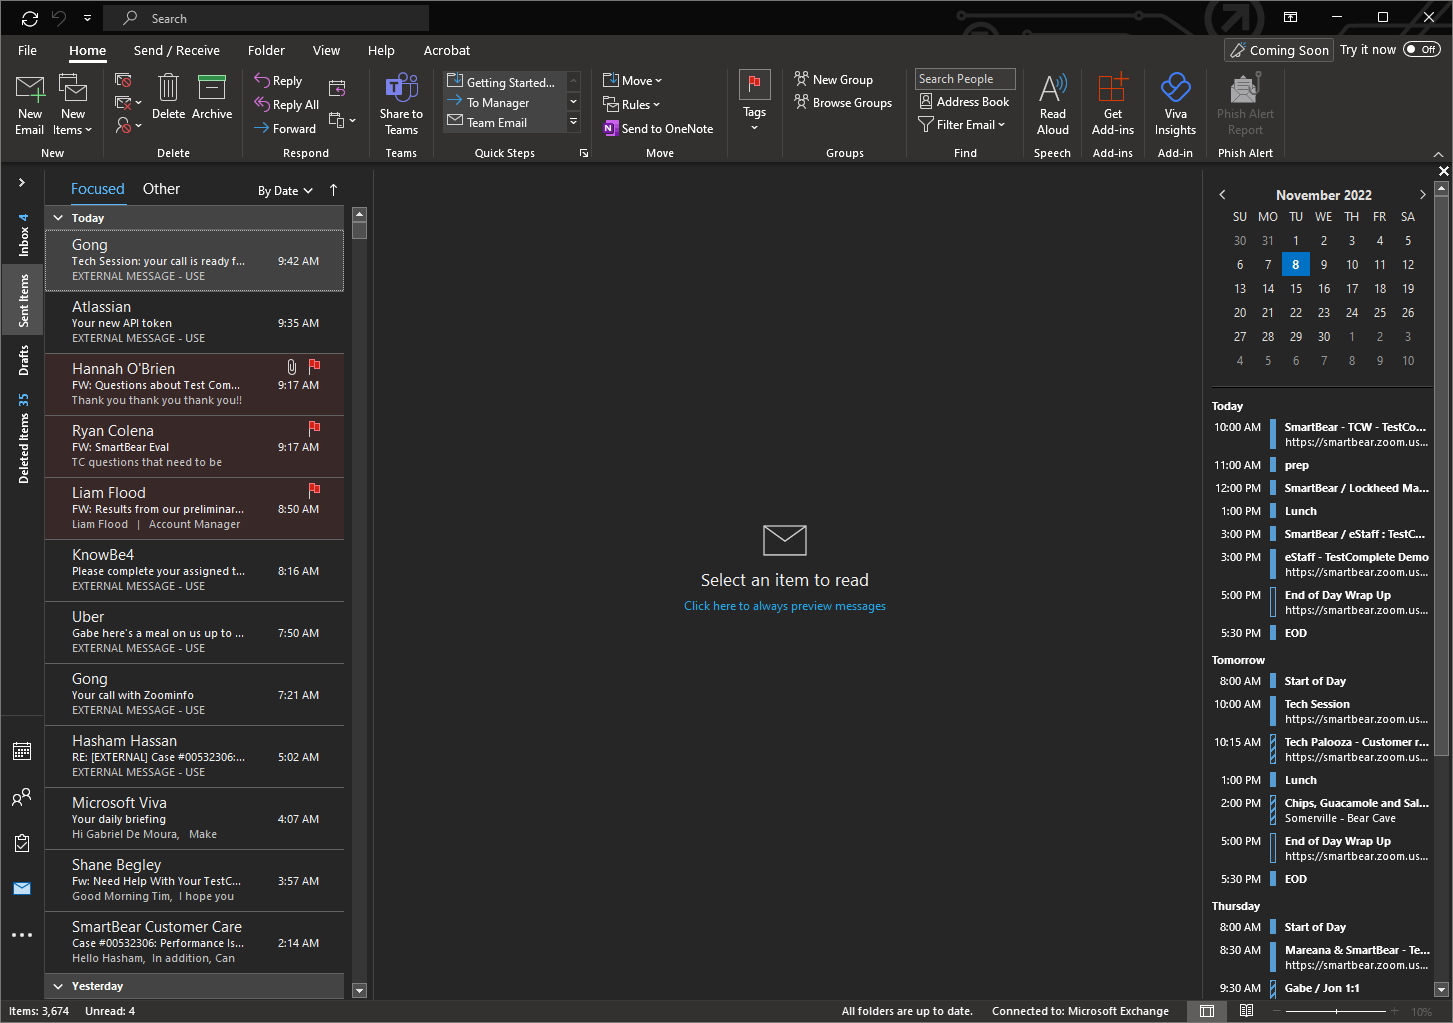 Search
File Home Send / Receive Folder View Help Acrobat
Coming Soon Try it now Off
New Email
New Items
New
Delete
Archive
Delete
Reply
Reply All
Forward
Respond
Share to Teams
Teams
Getting Started...
To Manager
Team Email
Quick Steps
Move
Rules
Send to OneNote
Move
Tags
New Group
Browse Groups
Groups
Search People
Address Book
Filter Email
Find
Read Aloud
Speech
Get Add-ins
Add-ins
Viva Insights
Add-in
Phish Alert Report
Phish Alert
Inbox 4
Sent Items
Drafts
Deleted Items 35
Focused Other By Date
Today
Gong
Tech Session: your call is ready f... 9:42 AM
EXTERNAL MESSAGE - USE
Atlassian
Your new API token 9:35 AM
EXTERNAL MESSAGE - USE
Hannah O'Brien
FW: Questions about Test Com... 9:17 AM
Thank you thank you thank you!!
Ryan Colena
FW: SmartBear Eval 9:17 AM
TC questions that need to be
Liam Flood
FW: Results from our preliminar... 8:50 AM
Liam Flood | Account Manager
KnowBe4
Please complete your assigned t... 8:16 AM
EXTERNAL MESSAGE - USE
Uber
Gabe here's a meal on us up to ... 7:50 AM
EXTERNAL MESSAGE - USE
Gong
Your call with Zoominfo 7:21 AM
EXTERNAL MESSAGE - USE
Hasham Hassan
RE: [EXTERNAL] Case #00532306:... 5:02 AM
EXTERNAL MESSAGE - USE
Microsoft Viva
Your daily briefing 4:07 AM
Hi Gabriel De Moura, Make
Shane Begley
Fw: Need Help With Your TestC... 3:57 AM
Good Morning Tim, I hope you
SmartBear Customer Care
Case #00532306: Performance Is... 2:14 AM
Hello Hasham, In addition, Can
Yesterday
Select an item to read
Click here to always preview messages
November 2022
SU MO TU WE TH FR SA
30 31 1 2 3 4 5
6 7 8 9 10 11 12
13 14 15 16 17 18 19
20 21 22 23 24 25 26
27 28 29 30 1 2 3
4 5 6 7 8 9 10
Today
10:00 AM SmartBear - TCW - TestCo...
https://smartbear.zoom.us...
11:00 AM prep
12:00 PM SmartBear / Lockheed Ma...
1:00 PM Lunch
3:00 PM SmartBear / eStaff : TestC...
3:00 PM eStaff - TestComplete Demo
https://smartbear.zoom.us...
5:00 PM End of Day Wrap Up
https://smartbear.zoom.us...
5:30 PM EOD
Tomorrow
8:00 AM Start of Day
10:00 AM Tech Session
https://smartbear.zoom.us...
10:15 AM Tech Palooza - Customer r...
https://smartbear.zoom.us...
1:00 PM Lunch
2:00 PM Chips, Guacamole and Sal...
Somerville - Bear Cave
5:00 PM End of Day Wrap Up
https://smartbear.zoom.us...
5:30 PM EOD
Thursday
8:00 AM Start of Day
8:30 AM Mareana & SmartBear - Te...
https://smartbear.zoom.us...
9:30 AM Gabe / Jon 1:1
Items: 3,674 Unread: 4 All folders are up to date. Connected to: Microsoft Exchange 10%